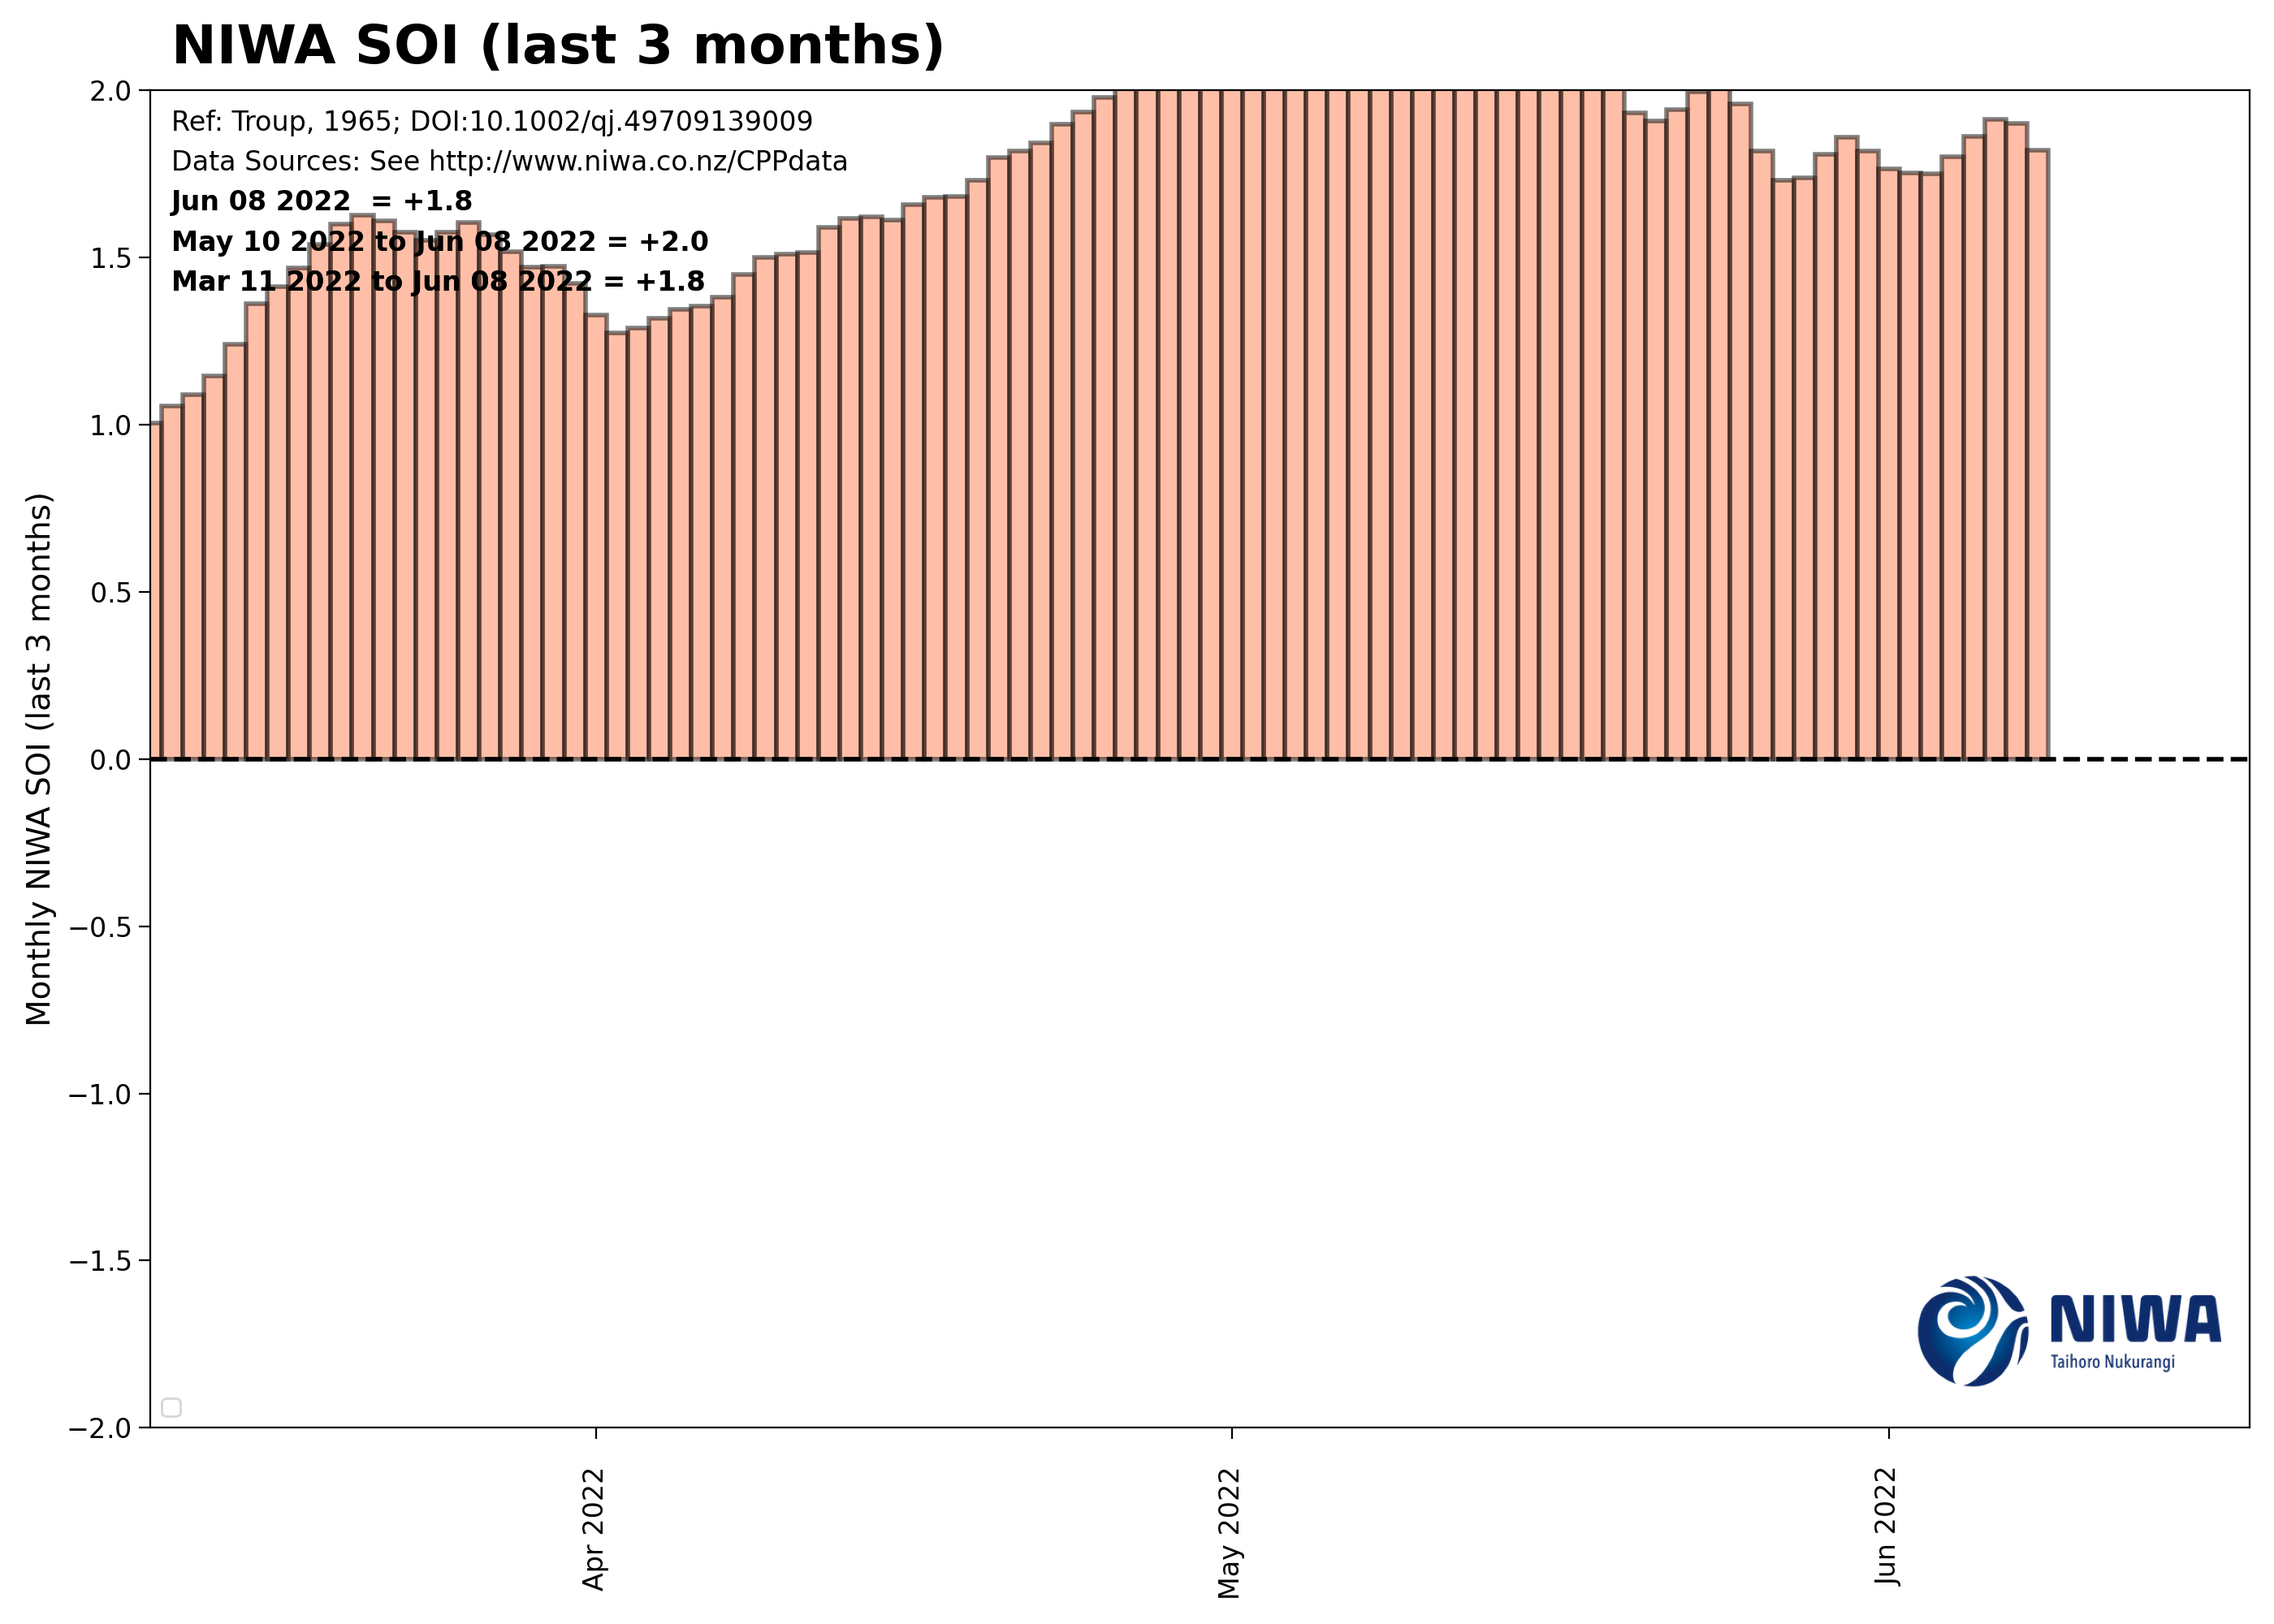 NIWA SOI (last 3 months)
Ref: Troup, 1965; DOI:10.1002/qj.49709139009
Data Sources: See http://www.niwa.co.nz/CPPdata
Jun 08 2022  = +1.8
May 10 2022 to Jun 08 2022 = +2.0
Mar 11 2022 to Jun 08 2022 = +1.8
Monthly NIWA SOI (last 3 months)
2.0
1.5
1.0
0.5
0.0
−0.5
−1.0
−1.5
−2.0
NIWA
Taihoro Nukurangi
Apr 2022
May 2022
Jun 2022